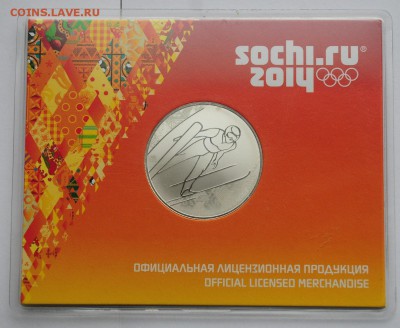 COINS.LAVE.RU
sochi.ru
2014
ОФИЦИАЛЬНАЯ ЛИЦЕНЗИОННАЯ ПРОДУКЦИЯ
OFFICIAL LICENSED MERCHANDISE